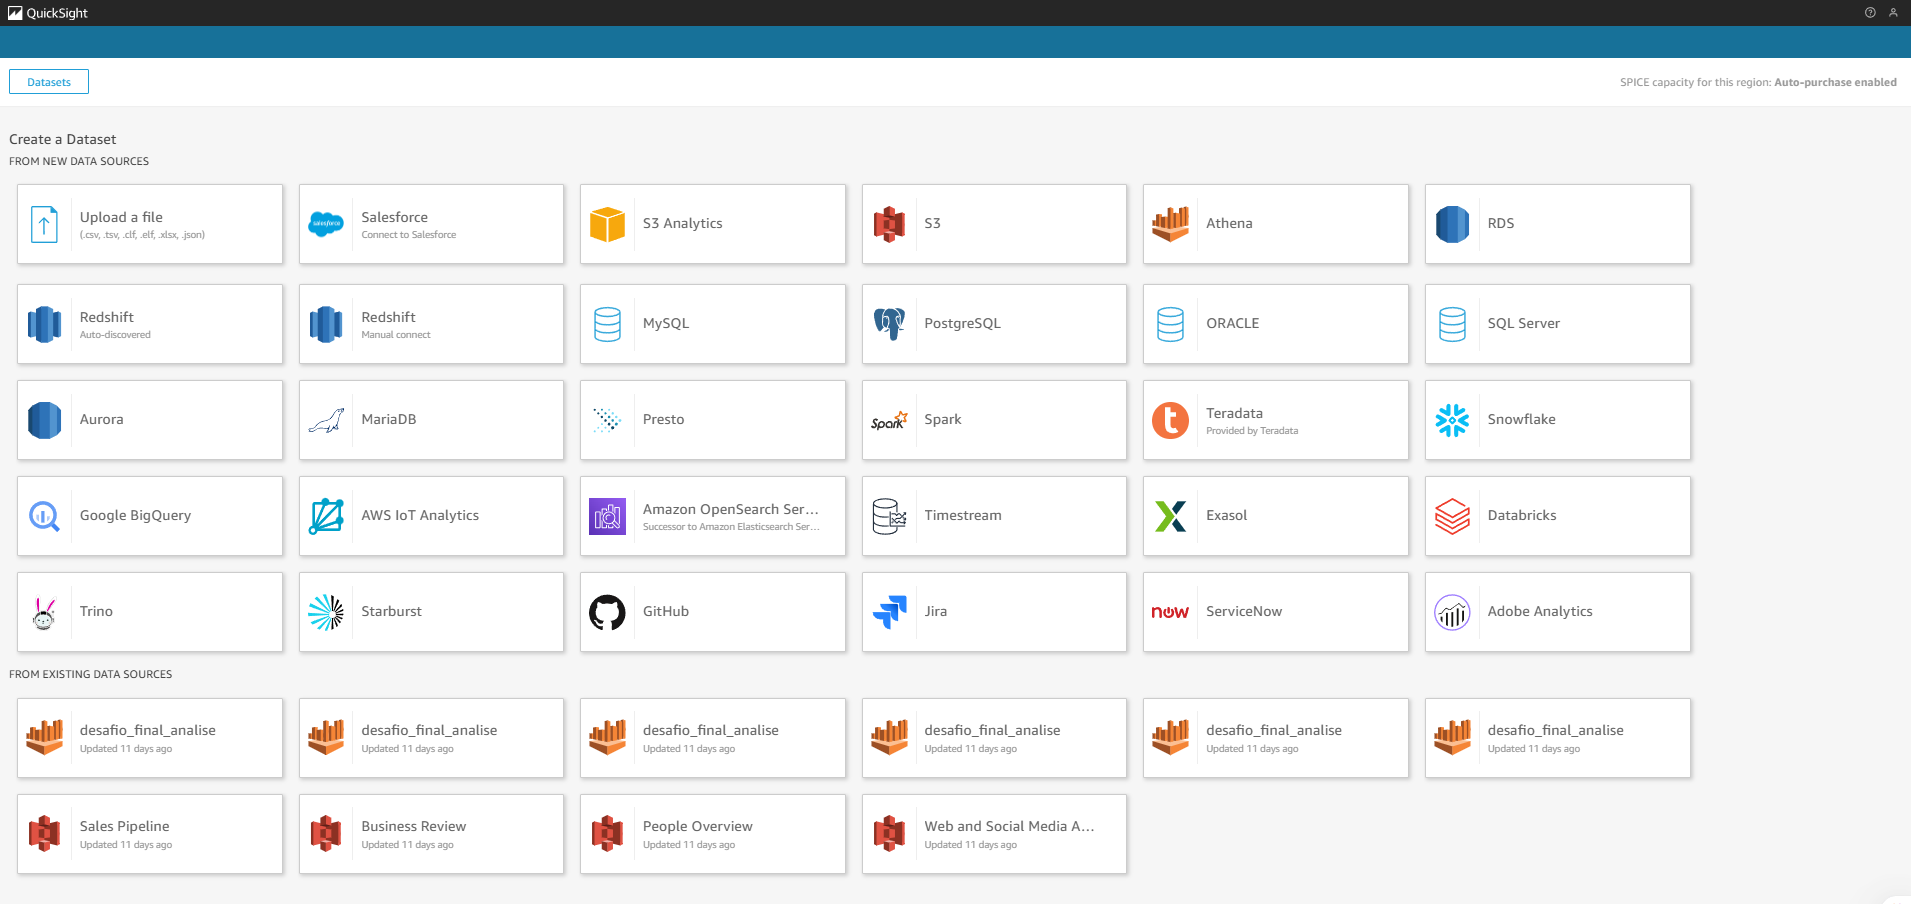 QuickSight
Datasets
SPICE capacity for this region: Auto-purchase enabled
Create a Dataset
FROM NEW DATA SOURCES
Upload a file
(.csv, .tsv, .clf, .elf, .xlsx, .json)
salesforce
Salesforce
Connect to Salesforce
S3 Analytics
S3
Athena
RDS
Redshift
Auto-discovered
Redshift
Manual connect
MySQL
PostgreSQL
ORACLE
SQL Server
Aurora
MariaDB
Presto
Spark
Spark
t
Teradata
Provided by Teradata
Snowflake
Google BigQuery
AWS IoT Analytics
Amazon OpenSearch Ser...
Successor to Amazon Elasticsearch Ser...
Timestream
Exasol
Databricks
Trino
Starburst
GitHub
Jira
now
ServiceNow
Adobe Analytics
FROM EXISTING DATA SOURCES
desafio_final_analise
Updated 11 days ago
desafio_final_analise
Updated 11 days ago
desafio_final_analise
Updated 11 days ago
desafio_final_analise
Updated 11 days ago
desafio_final_analise
Updated 11 days ago
desafio_final_analise
Updated 11 days ago
Sales Pipeline
Updated 11 days ago
Business Review
Updated 11 days ago
People Overview
Updated 11 days ago
Web and Social Media A...
Updated 11 days ago